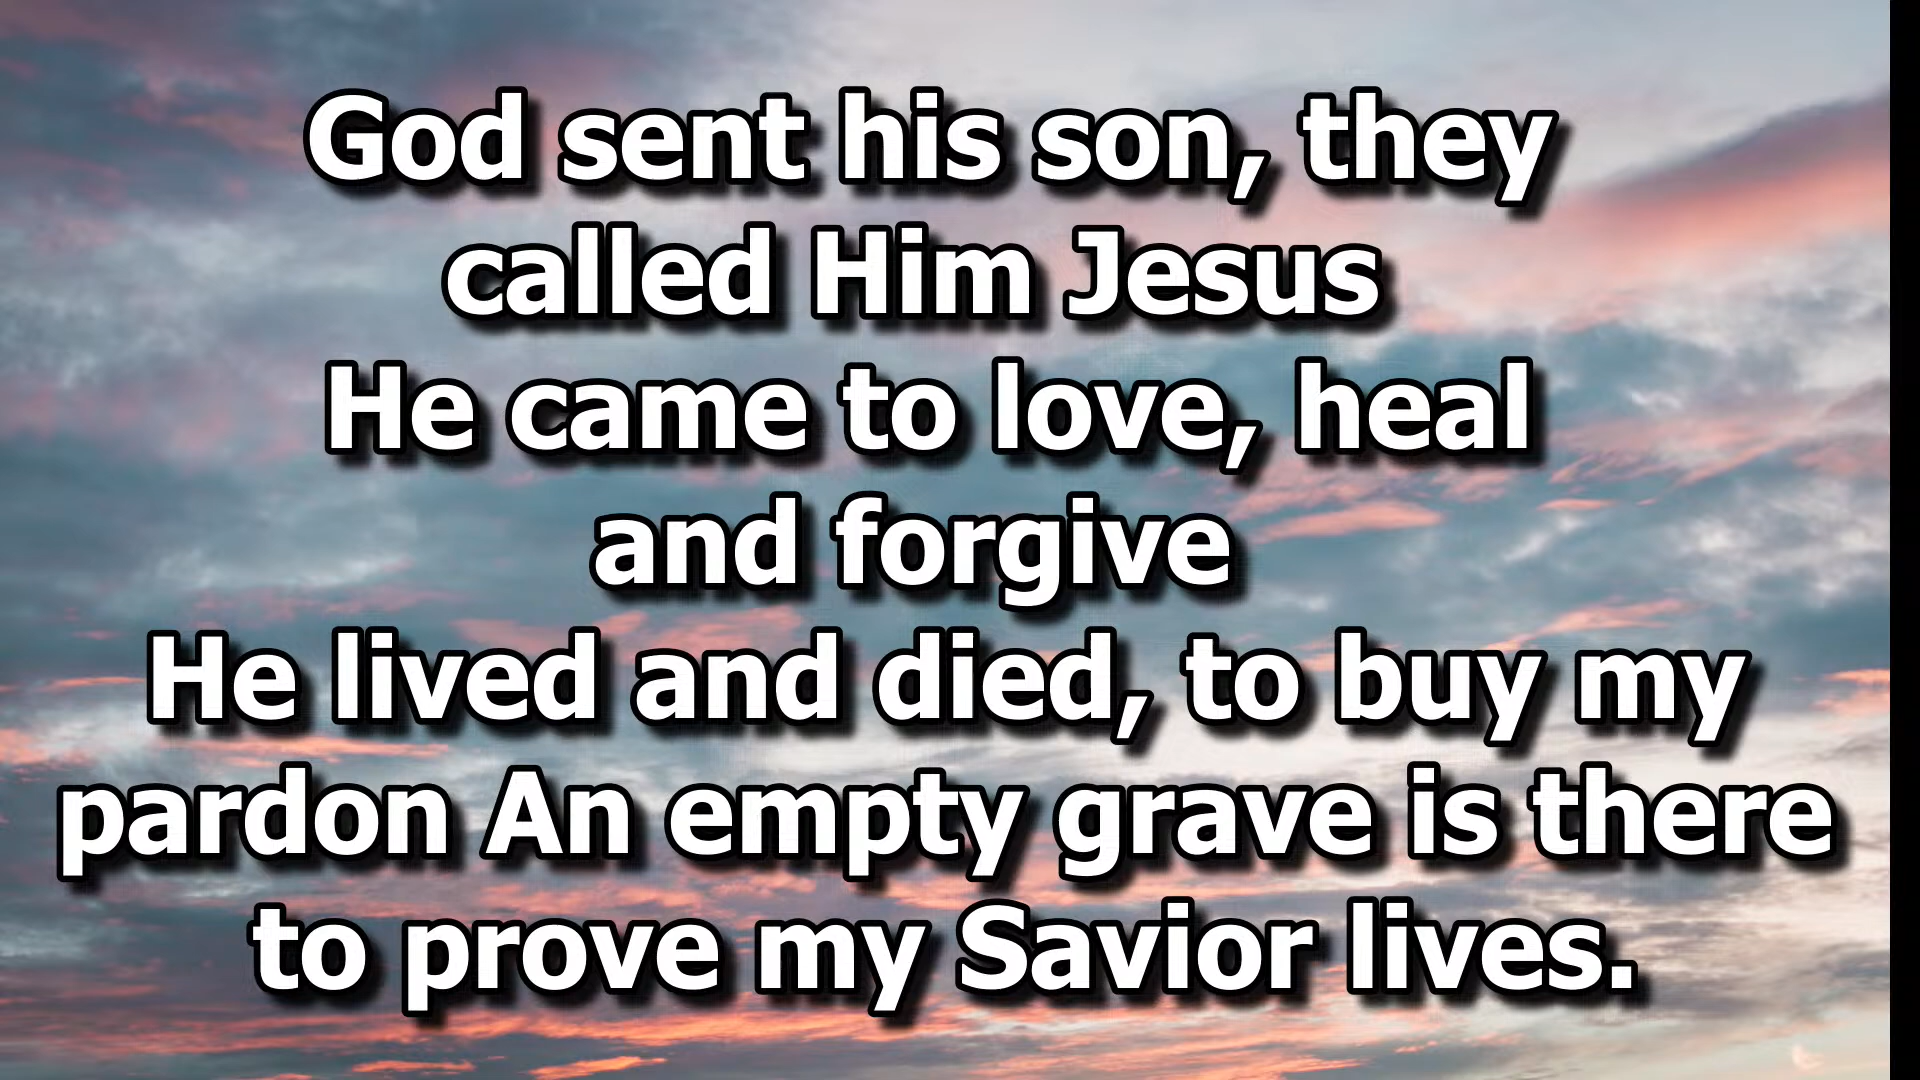 God sent his son, they
called Him Jesus
He came to love, heal
and forgive
He lived and died, to buy my
pardon An empty grave is there
to prove my Savior lives.